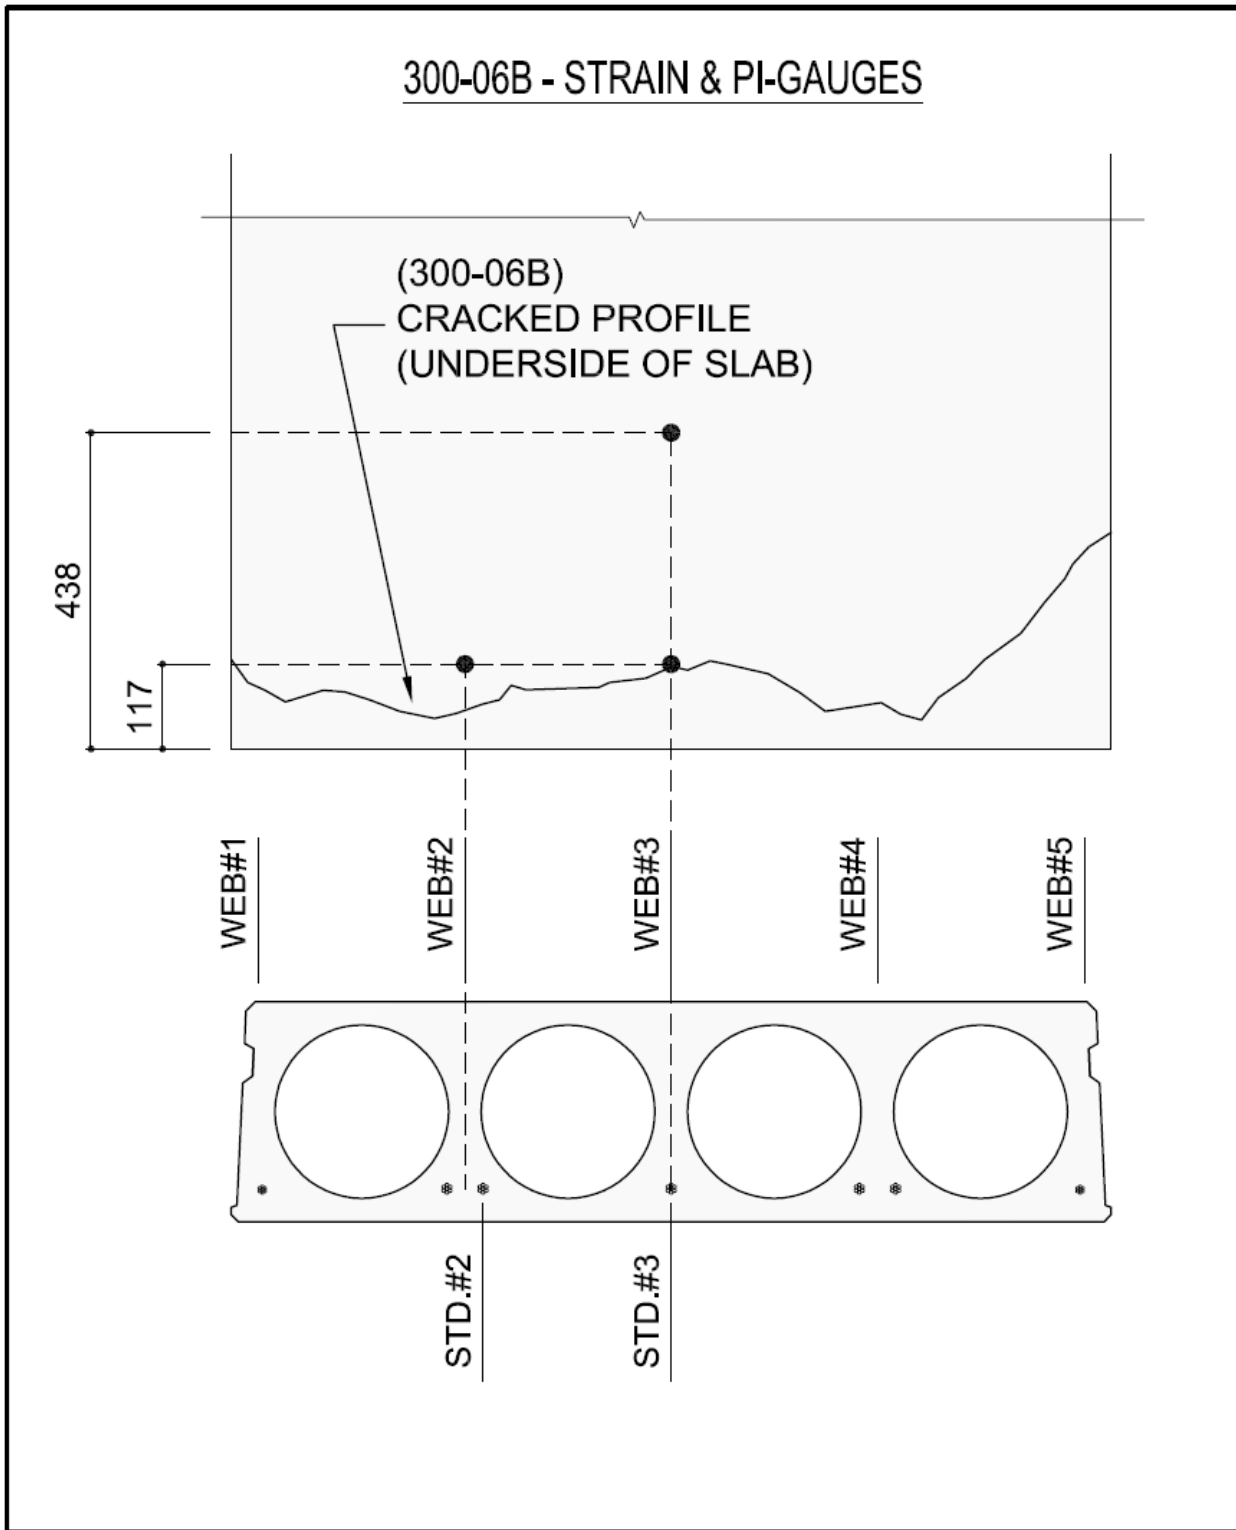 300-06B - STRAIN & PI-GAUGES
(300-06B)
CRACKED PROFILE
(UNDERSIDE OF SLAB)
438
117
WEB#1
WEB#2
WEB#3
WEB#4
WEB#5
STD.#2
STD.#3